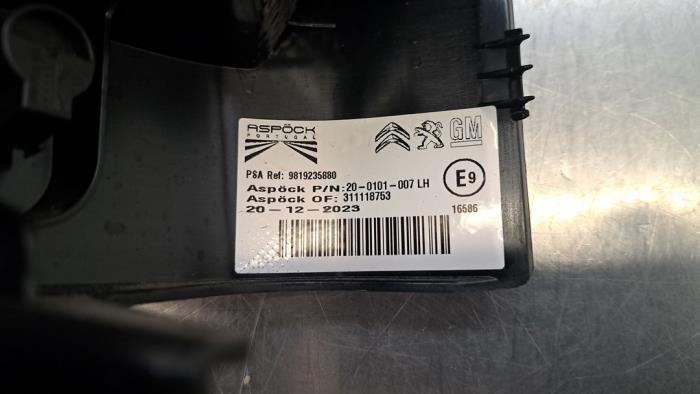 ASPÖCK
PORTUGAL
GM
PSA Ref: 9819235880
Aspöck P/N: 20-0101-007 LH
Aspöck OF: 311118753
20-12-2023
E9
16586